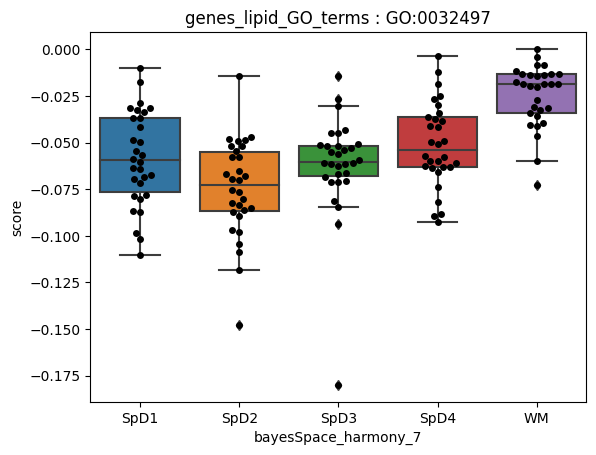 genes_lipid_GO_terms : GO:0032497
0.000
−0.025
−0.050
−0.075
−0.100
−0.125
−0.150
−0.175
score
SpD1 SpD2 SpD3 SpD4 WM
bayesSpace_harmony_7